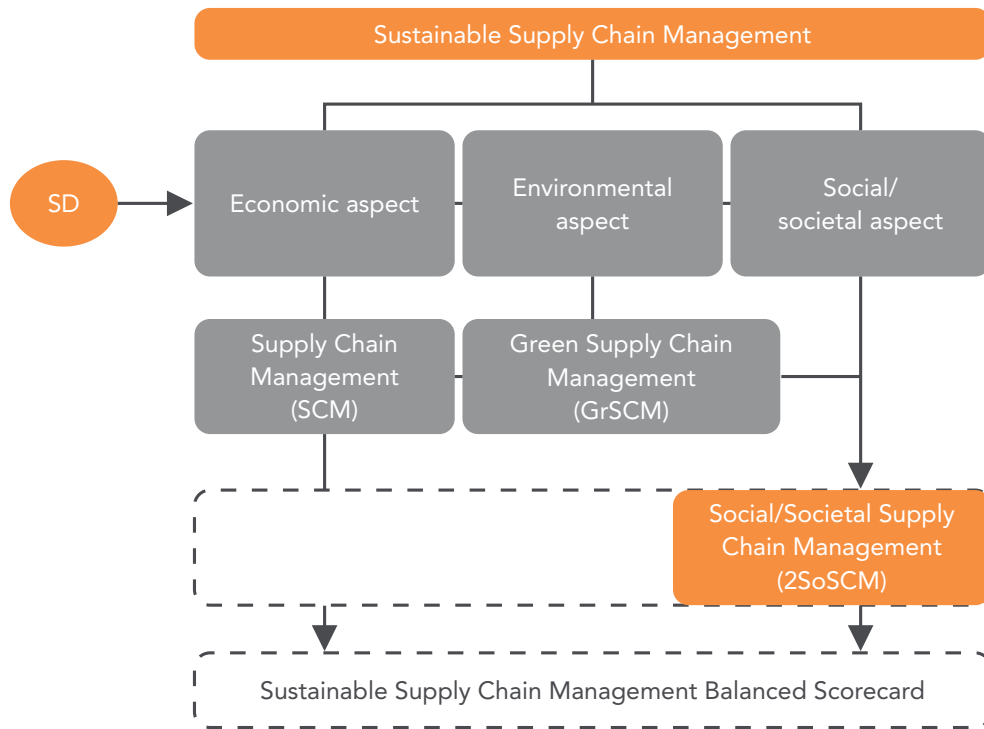 Sustainable Supply Chain Management
SD
Economic aspect
Environmental
aspect
Social/
societal aspect
Supply Chain
Management
(SCM)
Green Supply Chain
Management
(GrSCM)
Social/Societal Supply
Chain Management
(2SoSCM)
Sustainable Supply Chain Management Balanced Scorecard